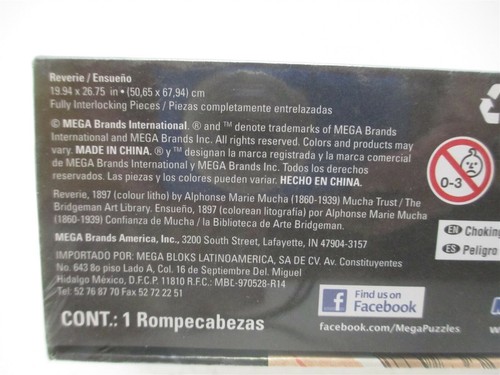 Reverie / Ensueño
19.94 x 26.75 in • (50,65 x 67,94) cm
Fully Interlocking Pieces / Piezas completamente entrelazadas
© MEGA Brands International. ® and ™ denote trademarks of MEGA Brands
International and MEGA Brands Inc. All rights reserved. Colors and products may
vary. MADE IN CHINA. ® y ™ designan la marca registrada y la marca comercial
de MEGA Brands International y MEGA Brands Inc. Todos los derechos
reservados. Las piezas y los colores pueden variar. HECHO EN CHINA.
Reverie, 1897 (colour litho) by Alphonse Marie Mucha (1860-1939) Mucha Trust / The
Bridgeman Art Library. Ensueño, 1897 (colorean litografia) por Alphonse Marie Mucha
(1860-1939) Confianza de Mucha / la Biblioteca de Arte Bridgeman.
MEGA Brands America, Inc., 3200 South Street, Lafayette, IN 47904-3157
IMPORTADO POR: MEGA BLOKS LATINOAMERICA, SA DE CV. Av. Constituyentes
No. 643 8o piso Lado A, Col. 16 de Septiembre Del. Miguel
Hidalgo México, D.F.C.P. 11810 R.F.C.: MBL-970528-R14
Tel 52 76 87 70 Fax 52 72 22 51
CONT.: 1 Rompecabezas
0-3
EN Choking
ES Peligro
f Find us on
Facebook
facebook.com/MegaPuzzles
w